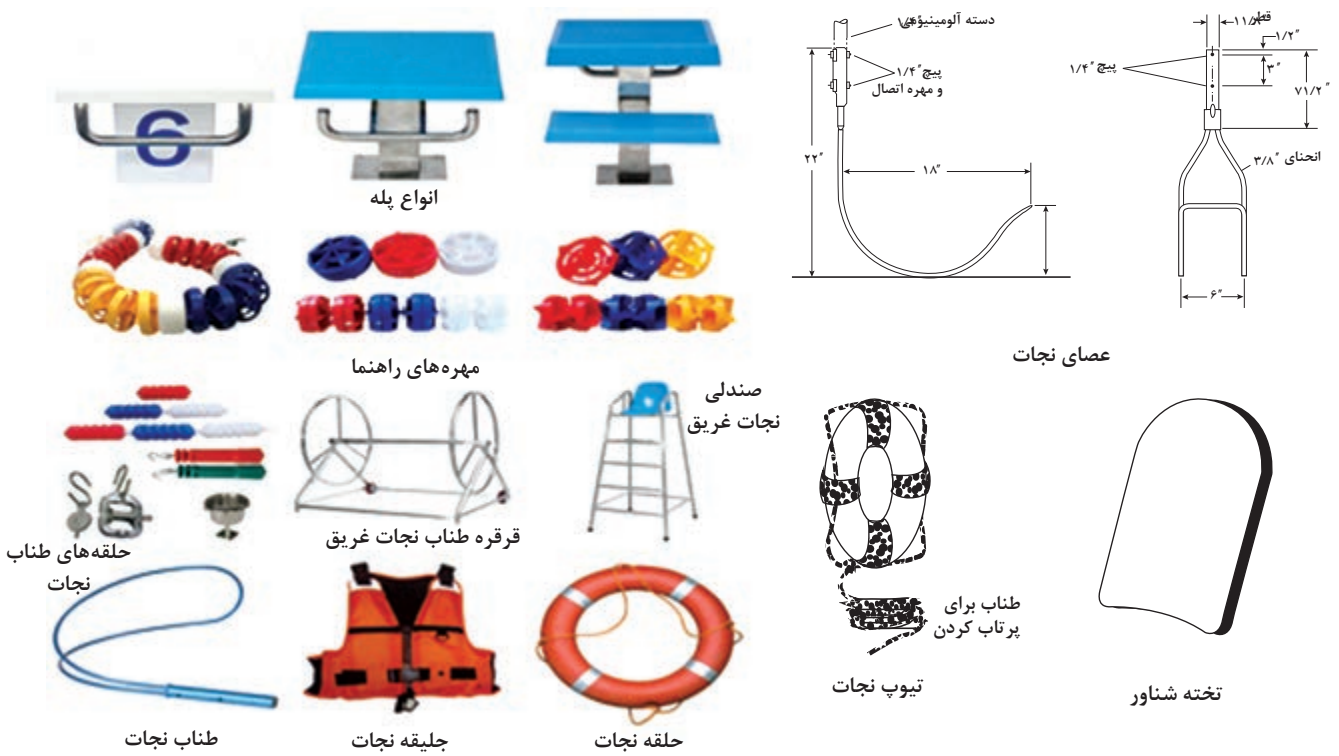 دسته آلومینیومی
پیچ ۱/۴"
و مهره اتصال
۲۲"
۱۸"
قطر
۱/۲"
پیچ ۱/۴"
۳"
۷۱/۲"
انحنای ۳/۸"
۶"
عصای نجات
6
انواع پله
مهره‌های راهنما
صندلی
نجات غریق
قرقره طناب نجات غریق
حلقه‌های طناب
نجات
طناب برای
پرتاب کردن
تیوپ نجات
تخته شناور
حلقه نجات
جلیقه نجات
طناب نجات